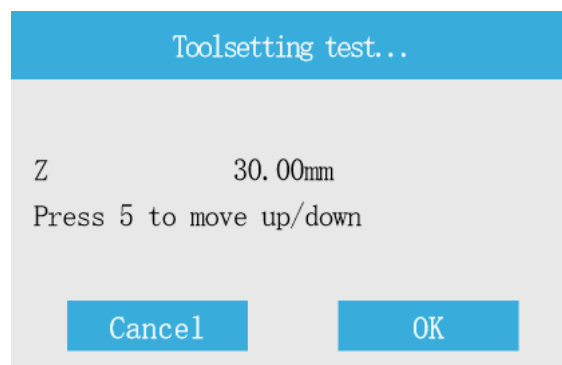 Toolsetting test...
Z 30.00mm
Press 5 to move up/down
Cancel OK